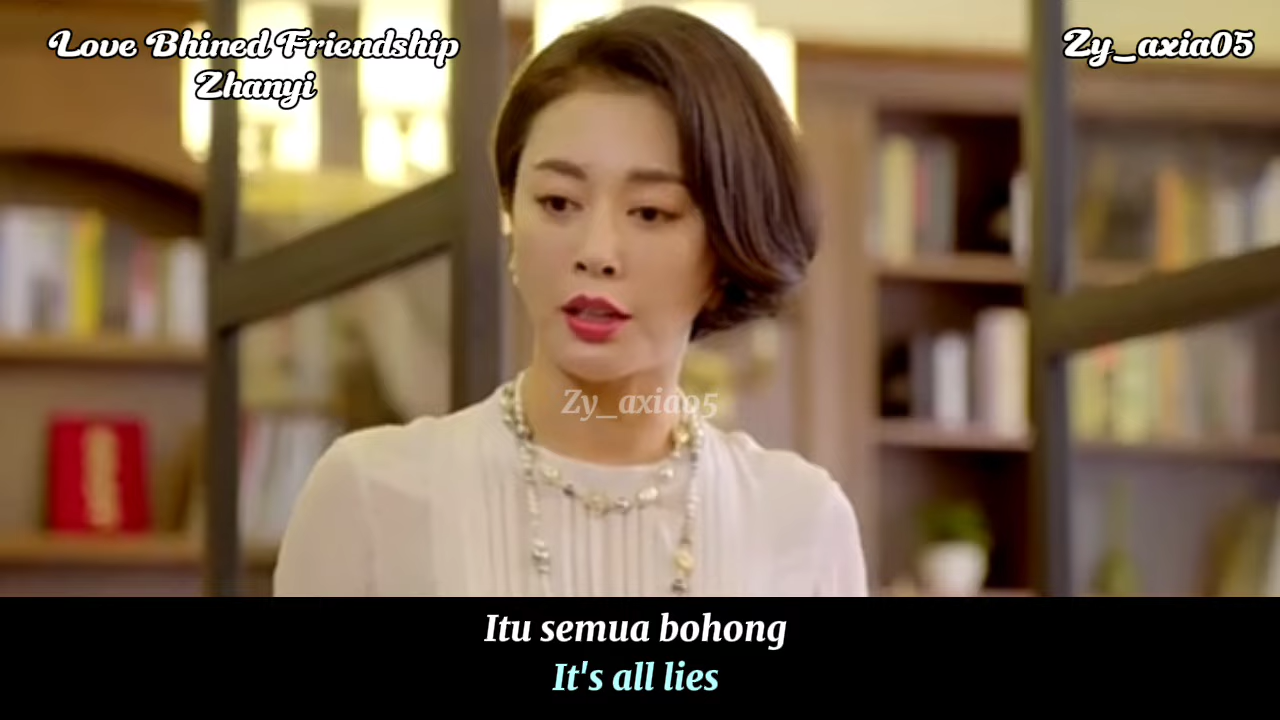 Love Bhined Friendship
Zhanyi
Zy_axia05
Zy_axia05
Itu semua bohong
It's all lies